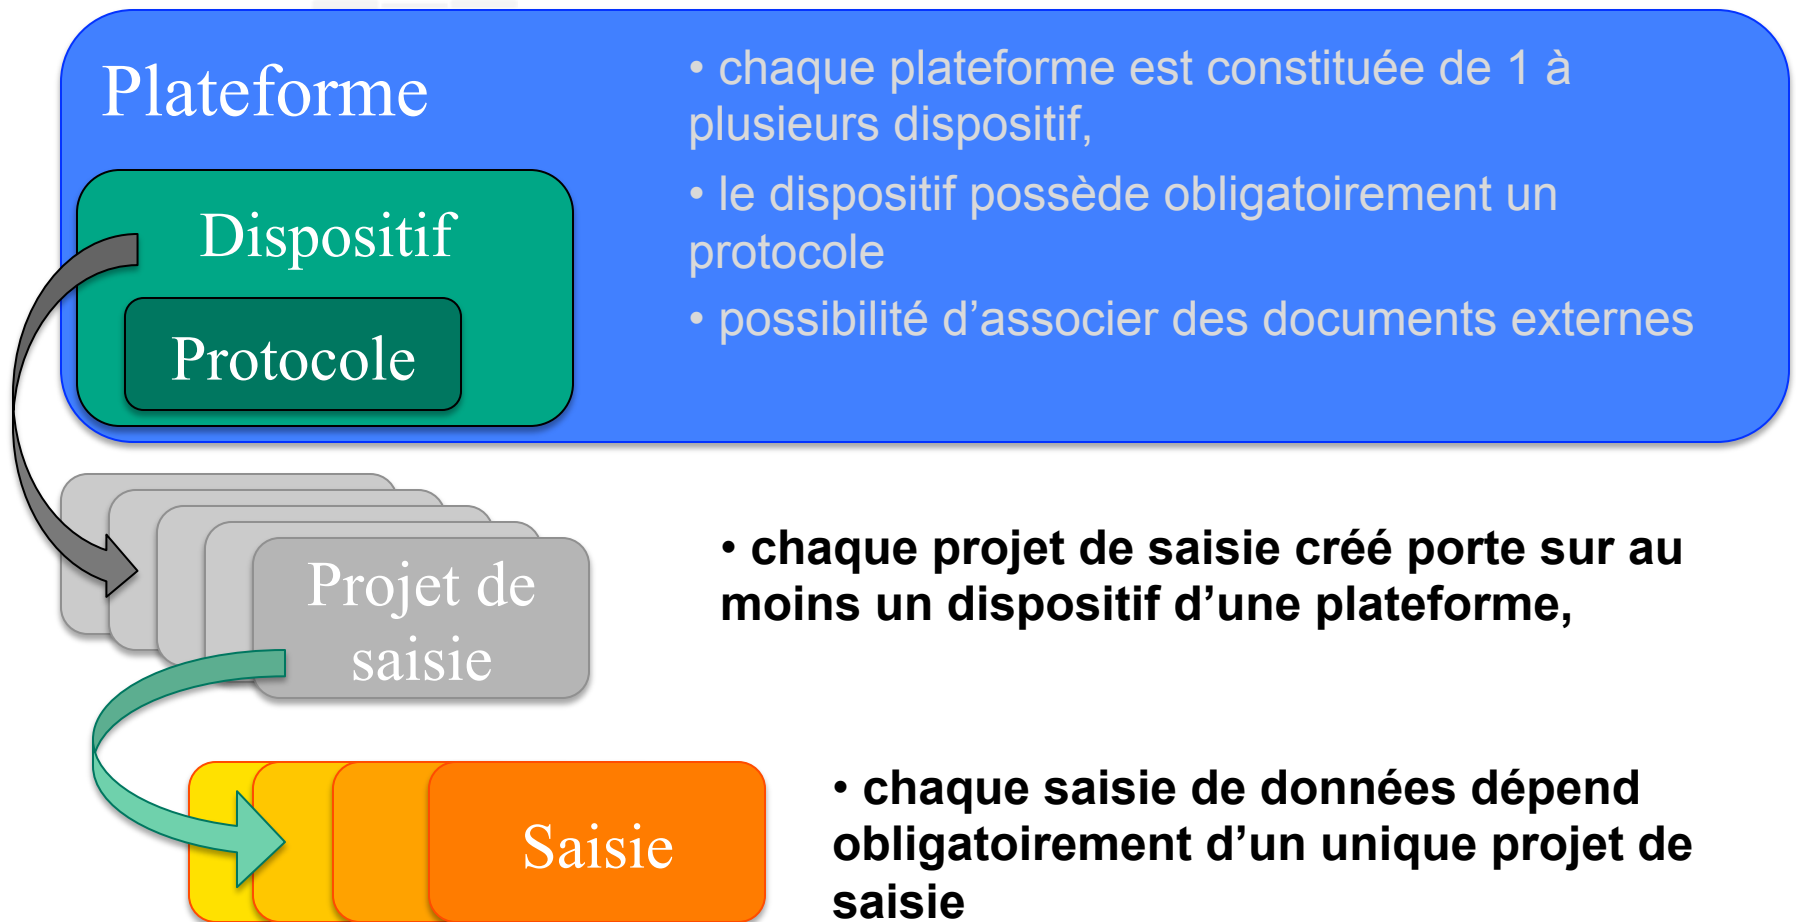 Plateforme
• chaque plateforme est constituée de 1 à
plusieurs dispositif,
• le dispositif possède obligatoirement un
protocole
• possibilité d’associer des documents externes
Dispositif
Protocole
Projet de
saisie
• chaque projet de saisie créé porte sur au
moins un dispositif d’une plateforme,
Saisie
• chaque saisie de données dépend
obligatoirement d’un unique projet de
saisie